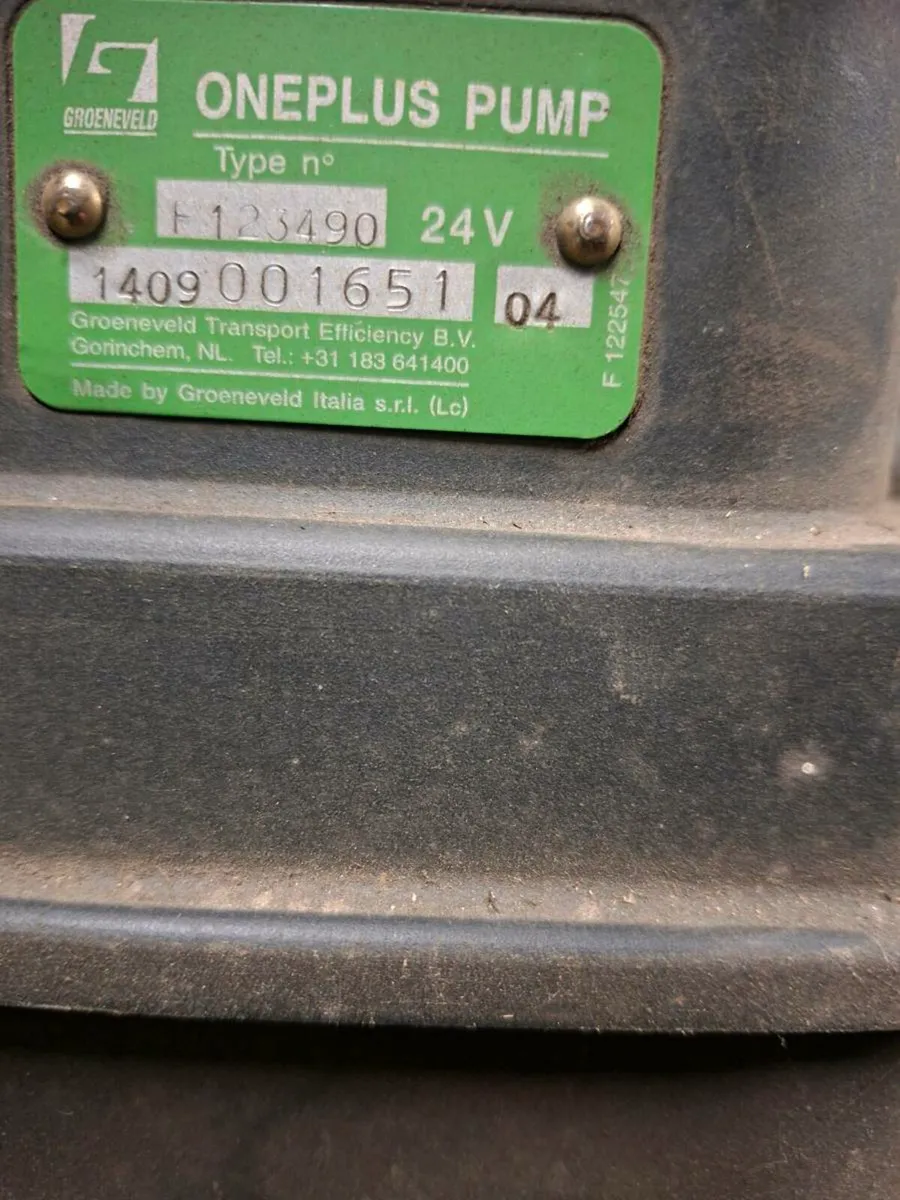 GROENEVELD
ONEPLUS PUMP
Type n°
F123490 24V
1409001651 04
Groeneveld Transport Efficiency B.V.
Gorinchem, NL. Tel.: +31 183 641400
Made by Groeneveld Italia s.r.l. (Lc)
F 122547